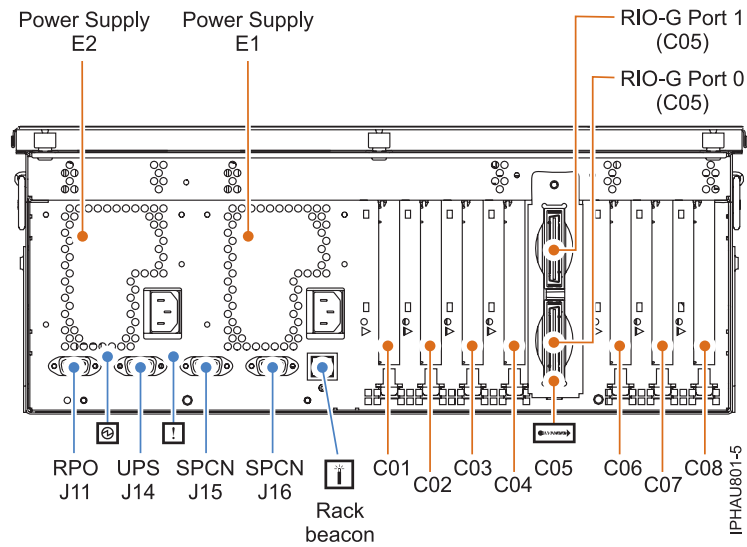 Power Supply
E2
Power Supply
E1
RIO-G Port 1
(C05)
RIO-G Port 0
(C05)
!
RPO
J11
UPS
J14
SPCN
J15
SPCN
J16
i
Rack
beacon
C01
C02
C03
C04
C05
C06
C07
C08
IPHAU801-5